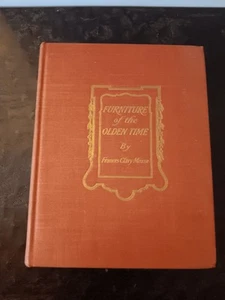 FURNITURE
of the
OLDEN TIME
By
Frances Clary Morse